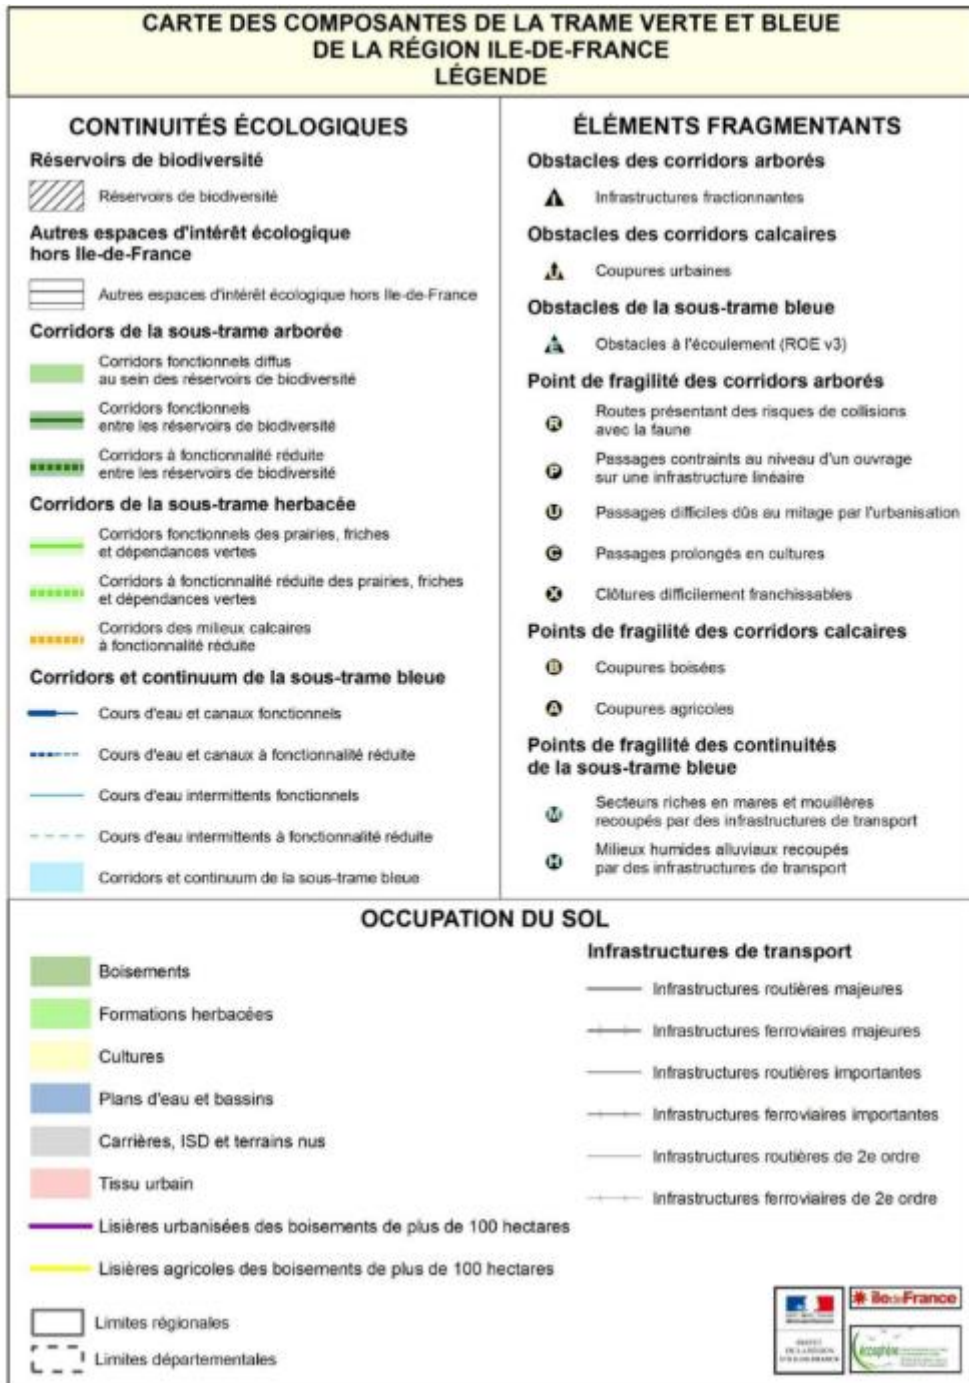 CARTE DES COMPOSANTES DE LA TRAME VERTE ET BLEUE
DE LA RÉGION ILE-DE-FRANCE
LÉGENDE
CONTINUITÉS ÉCOLOGIQUES
Réservoirs de biodiversité
Réservoirs de biodiversité
Autres espaces d'intérêt écologique
hors Ile-de-France
Autres espaces d'intérêt écologique hors Ile-de-France
Corridors de la sous-trame arborée
Corridors fonctionnels diffus
au sein des réservoirs de biodiversité
Corridors fonctionnels
entre les réservoirs de biodiversité
Corridors à fonctionnalité réduite
entre les réservoirs de biodiversité
Corridors de la sous-trame herbacée
Corridors fonctionnels des prairies, friches
et dépendances vertes
Corridors à fonctionnalité réduite des prairies, friches
et dépendances vertes
Corridors des milieux calcaires
à fonctionnalité réduite
Corridors et continuum de la sous-trame bleue
Cours d'eau et canaux fonctionnels
Cours d'eau et canaux à fonctionnalité réduite
Cours d'eau intermittents fonctionnels
Cours d'eau intermittents à fonctionnalité réduite
Corridors et continuum de la sous-trame bleue
ÉLÉMENTS FRAGMENTANTS
Obstacles des corridors arborés
Infrastructures fractionnantes
Obstacles des corridors calcaires
Coupures urbaines
Obstacles de la sous-trame bleue
Obstacles à l'écoulement (ROE v3)
Point de fragilité des corridors arborés
R Routes présentant des risques de collisions
avec la faune
P Passages contraints au niveau d'un ouvrage
sur une infrastructure linéaire
U Passages difficiles dûs au mitage par l'urbanisation
C Passages prolongés en cultures
X Clôtures difficilement franchissables
Points de fragilité des corridors calcaires
B Coupures boisées
A Coupures agricoles
Points de fragilité des continuités
de la sous-trame bleue
M Secteurs riches en mares et mouillères
recoupés par des infrastructures de transport
H Milieux humides alluviaux recoupés
par des infrastructures de transport
OCCUPATION DU SOL
Boisements
Formations herbacées
Cultures
Plans d'eau et bassins
Carrières, ISD et terrains nus
Tissu urbain
Lisières urbanisées des boisements de plus de 100 hectares
Lisières agricoles des boisements de plus de 100 hectares
Limites régionales
Limites départementales
Infrastructures de transport
Infrastructures routières majeures
Infrastructures ferroviaires majeures
Infrastructures routières importantes
Infrastructures ferroviaires importantes
Infrastructures routières de 2e ordre
Infrastructures ferroviaires de 2e ordre
îledeFrance
écosphère